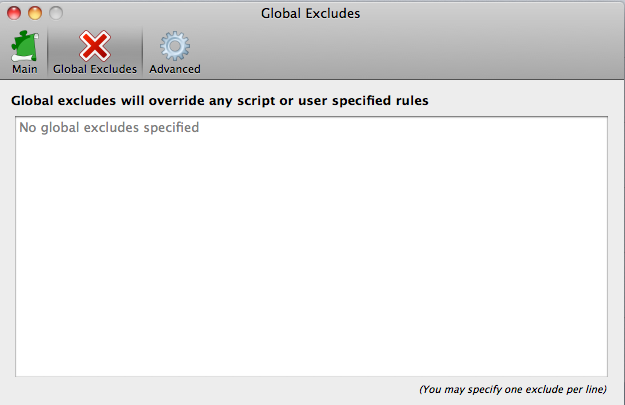 Global Excludes
Main Global Excludes Advanced
Global excludes will override any script or user specified rules
No global excludes specified
(You may specify one exclude per line)